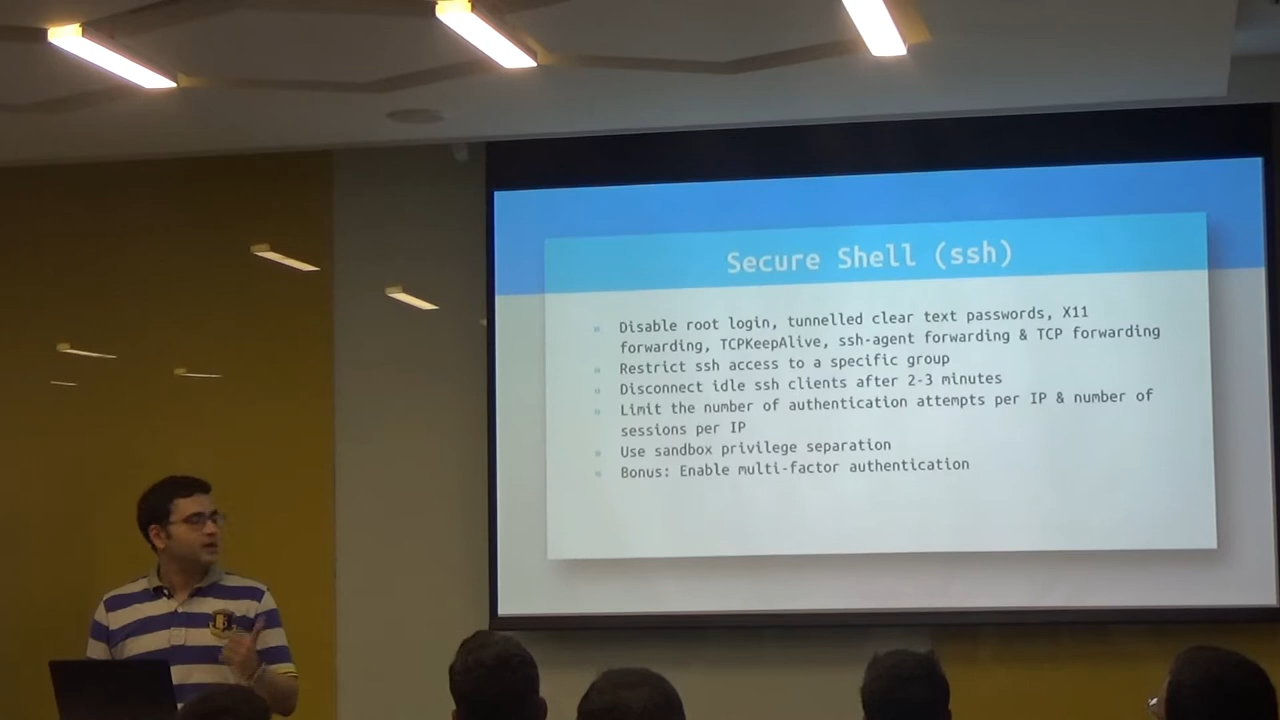 Secure Shell (ssh)
» Disable root login, tunnelled clear text passwords, X11
forwarding, TCPKeepAlive, ssh-agent forwarding & TCP forwarding
» Restrict ssh access to a specific group
» Disconnect idle ssh clients after 2-3 minutes
» Limit the number of authentication attempts per IP & number of
sessions per IP
» Use sandbox privilege separation
» Bonus: Enable multi-factor authentication